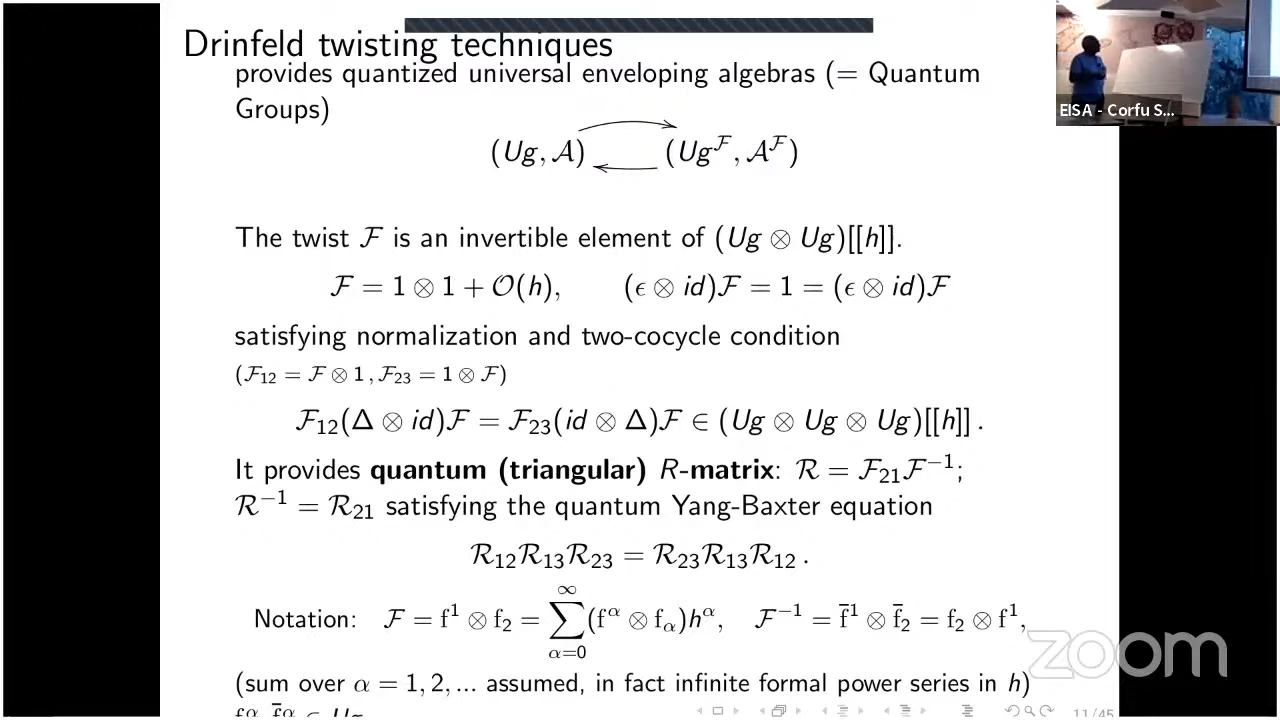 Drinfeld twisting techniques
provides quantized universal enveloping algebras (= Quantum
Groups)
(Ug, 𝒜) (Ug^ℱ, 𝒜^ℱ)
The twist ℱ is an invertible element of (Ug ⊗ Ug)[[h]].
ℱ = 1 ⊗ 1 + 𝒪(h), (ϵ ⊗ id)ℱ = 1 = (ϵ ⊗ id)ℱ
satisfying normalization and two-cocycle condition
(ℱ₁₂ = ℱ ⊗ 1 , ℱ₂₃ = 1 ⊗ ℱ)
ℱ₁₂(Δ ⊗ id)ℱ = ℱ₂₃(id ⊗ Δ)ℱ ∈ (Ug ⊗ Ug ⊗ Ug)[[h]] .
It provides quantum (triangular) R-matrix: ℛ = ℱ₂₁ℱ⁻¹;
ℛ⁻¹ = ℛ₂₁ satisfying the quantum Yang-Baxter equation
ℛ₁₂ℛ₁₃ℛ₂₃ = ℛ₂₃ℛ₁₃ℛ₁₂ .
Notation: ℱ = f¹ ⊗ f₂ = ∑_{α=0}^{∞} (f^α ⊗ f_α)h^α, ℱ⁻¹ = f̄¹ ⊗ f̄₂ = f₂ ⊗ f¹,
(sum over α = 1, 2, ... assumed, in fact infinite formal power series in h)
11/45
EISA - Corfu S...
zoom